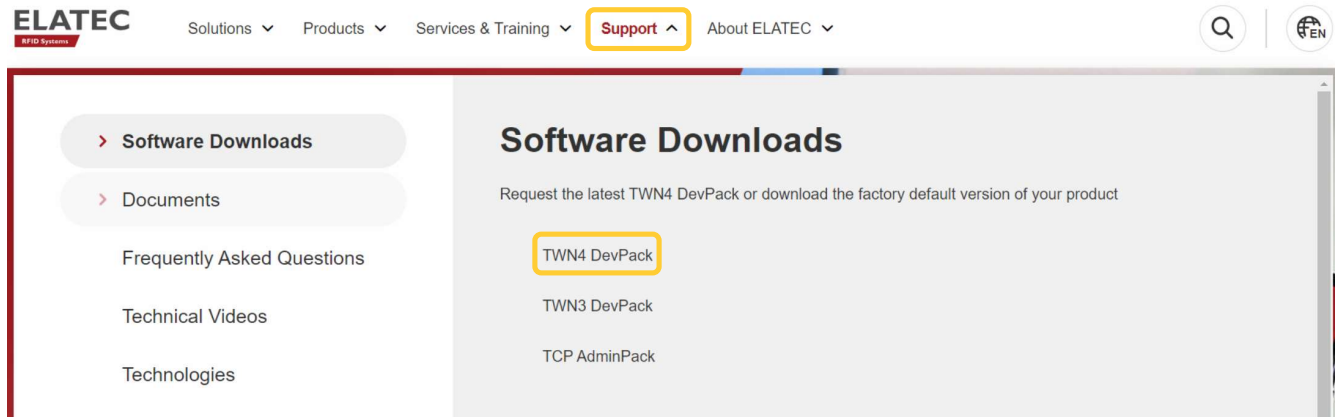 ELATEC
RFID Systems
Solutions Products Services & Training Support About ELATEC EN
Software Downloads
Documents
Frequently Asked Questions
Technical Videos
Technologies
Software Downloads
Request the latest TWN4 DevPack or download the factory default version of your product
TWN4 DevPack
TWN3 DevPack
TCP AdminPack